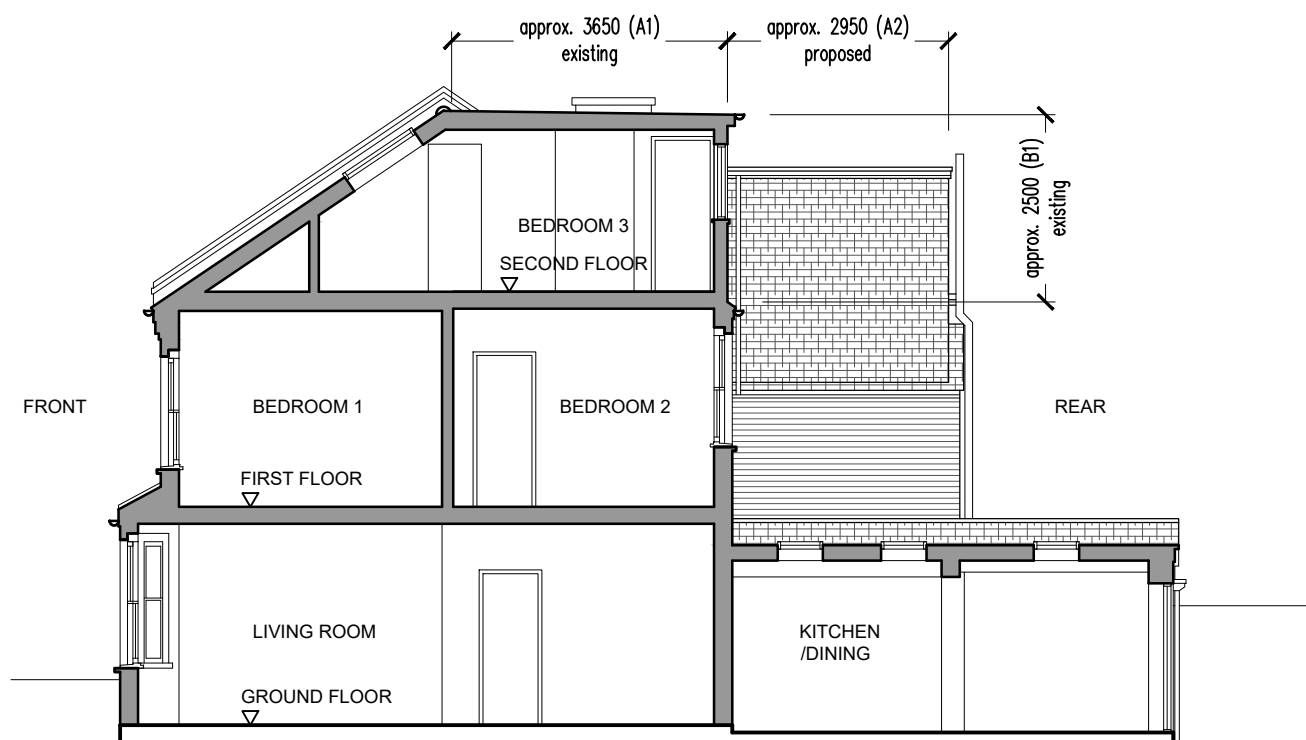 approx. 3650 (A1)
existing
approx. 2950 (A2)
proposed
approx. 2500 (B1)
existing
BEDROOM 3
SECOND FLOOR
FRONT
BEDROOM 1
BEDROOM 2
REAR
FIRST FLOOR
LIVING ROOM
KITCHEN
/DINING
GROUND FLOOR